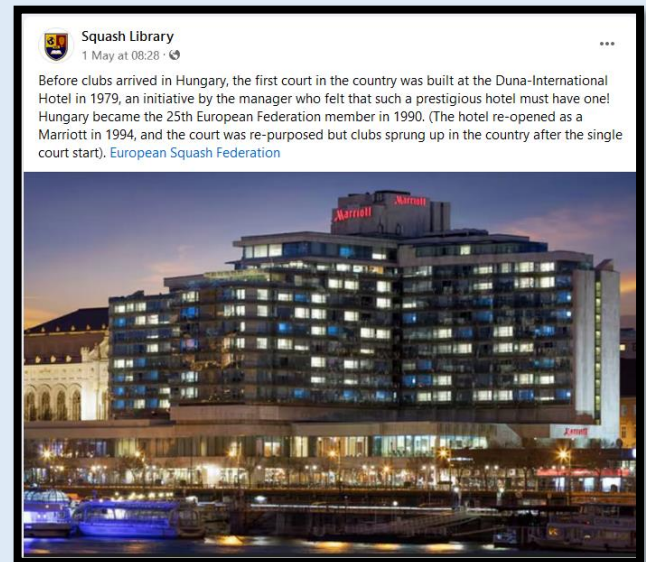 Squash Library
1 May at 08:28 ·
Before clubs arrived in Hungary, the first court in the country was built at the Duna-International
Hotel in 1979, an initiative by the manager who felt that such a prestigious hotel must have one!
Hungary became the 25th European Federation member in 1990. (The hotel re-opened as a
Marriott in 1994, and the court was re-purposed but clubs sprung up in the country after the single
court start). European Squash Federation
Marriott Marriott
Marriott